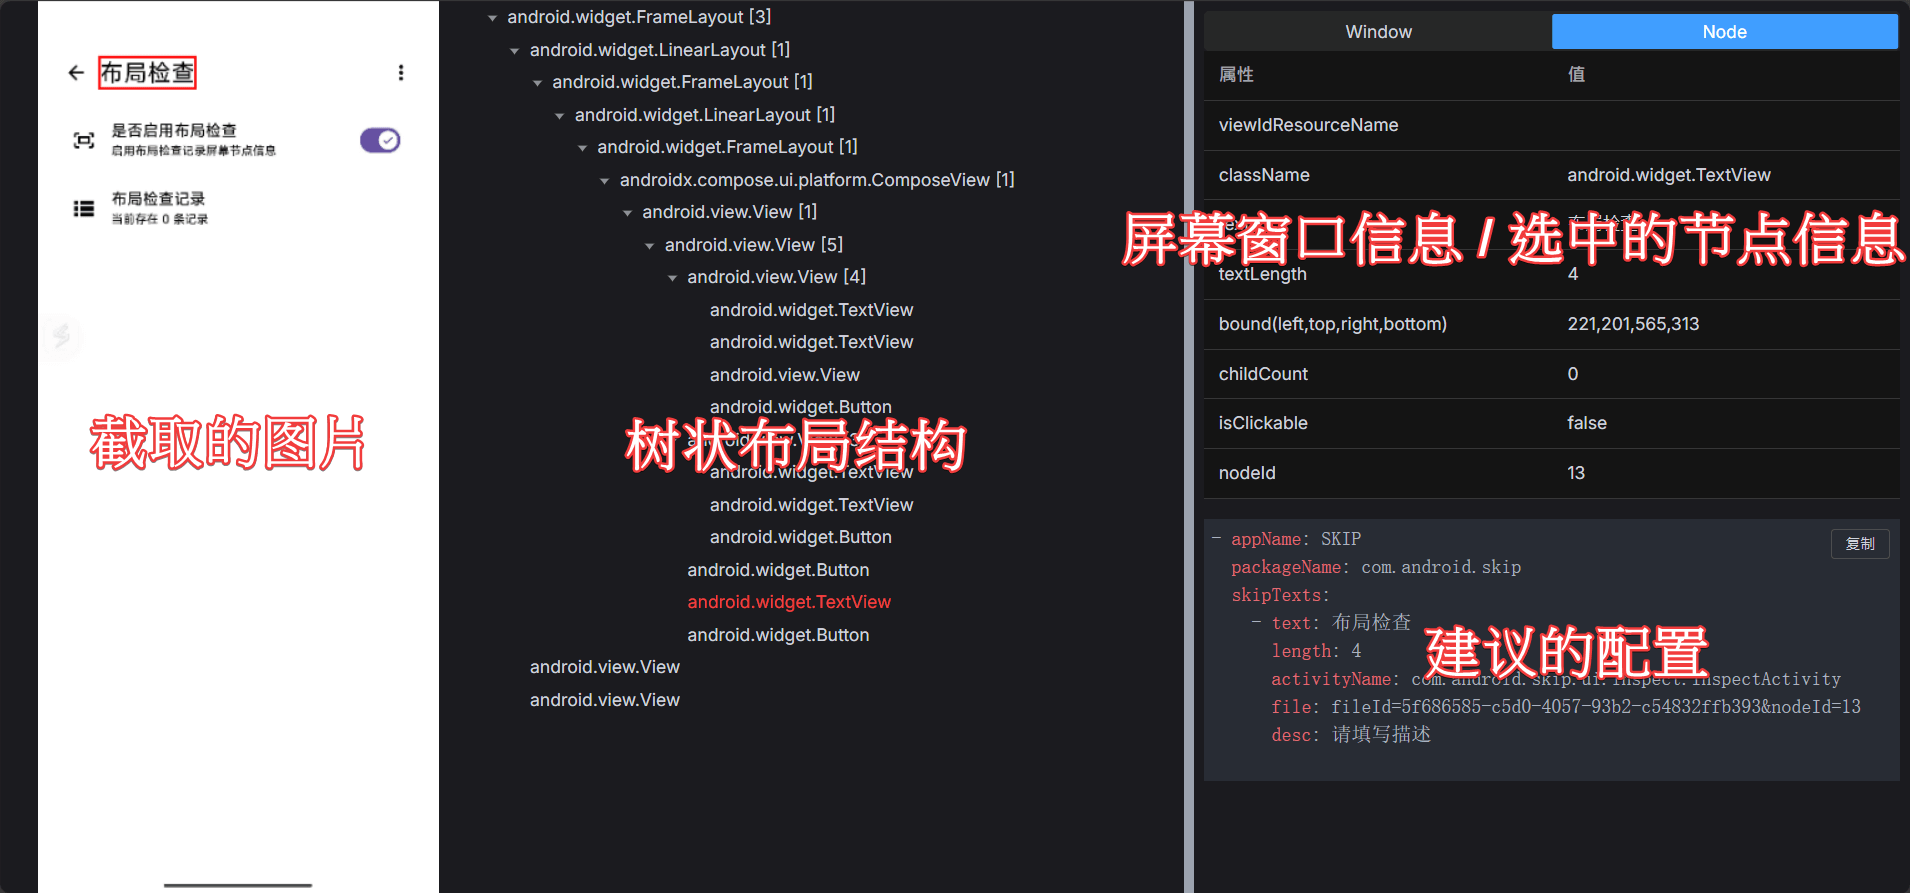 布局检查
是否启用布局检查
启用布局检查记录屏幕节点信息
布局检查记录
当前存在 0 条记录
截取的图片
android.widget.FrameLayout [3]
android.widget.LinearLayout [1]
android.widget.FrameLayout [1]
android.widget.LinearLayout [1]
android.widget.FrameLayout [1]
androidx.compose.ui.platform.ComposeView [1]
android.view.View [1]
android.view.View [5]
android.view.View [4]
android.widget.TextView
android.widget.TextView
android.view.View
android.widget.Button
树状布局结构
android.widget.TextView
android.widget.TextView
android.widget.Button
android.widget.Button
android.widget.TextView
android.widget.Button
android.view.View
android.view.View
Window
Node
属性 值
viewIdResourceName
className android.widget.TextView
屏幕窗口信息 / 选中的节点信息
textLength 4
bound(left,top,right,bottom) 221,201,565,313
childCount 0
isClickable false
nodeId 13
复制
- appName: SKIP
packageName: com.android.skip
skipTexts:
- text: 布局检查
length: 4
建议的配置
activityName: com.android.skip.ui.inspect.InspectActivity
file: fileId=5f686585-c5d0-4057-93b2-c54832ffb393&nodeId=13
desc: 请填写描述